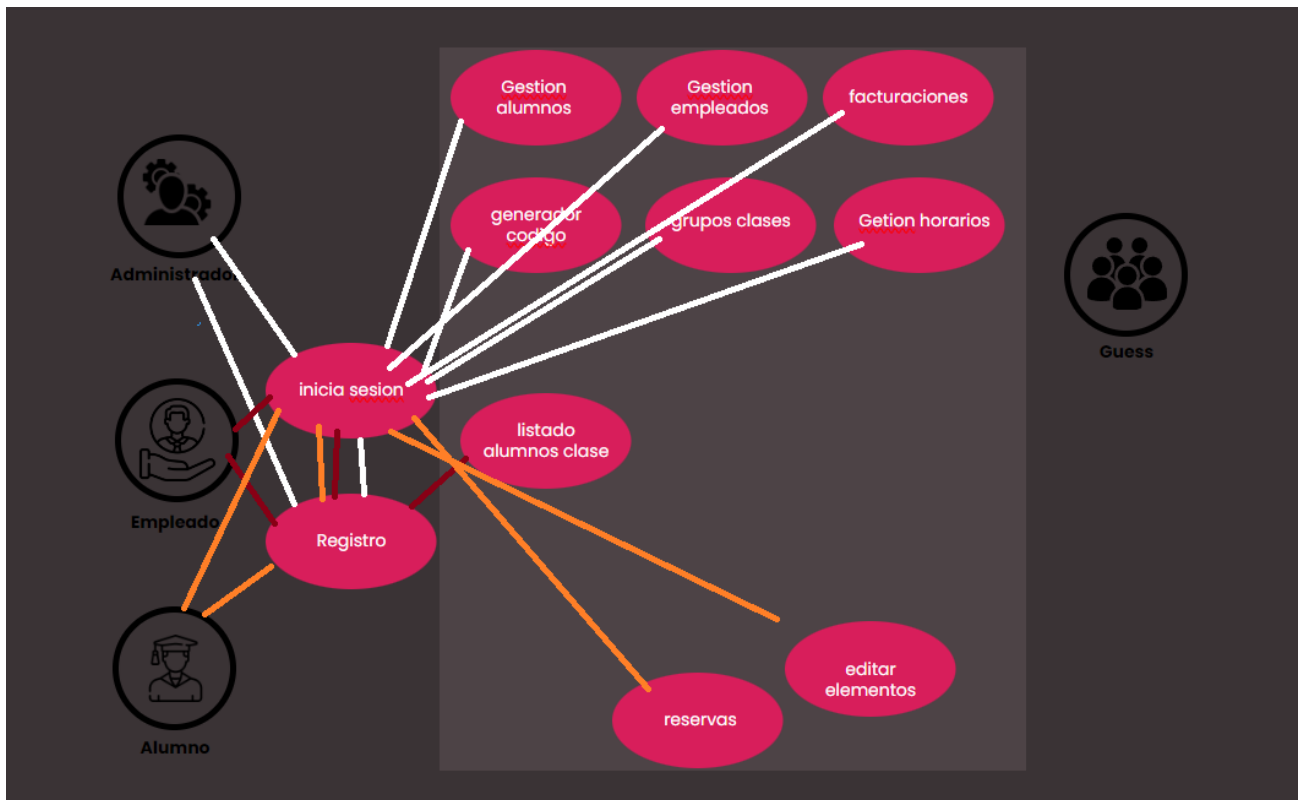 Gestion
alumnos
Gestion
empleados
facturaciones
generador
codigo
grupos clases
Getion horarios
Administrador
Guess
inicia sesion
listado
alumnos clase
Empleado
Registro
editar
elementos
reservas
Alumno